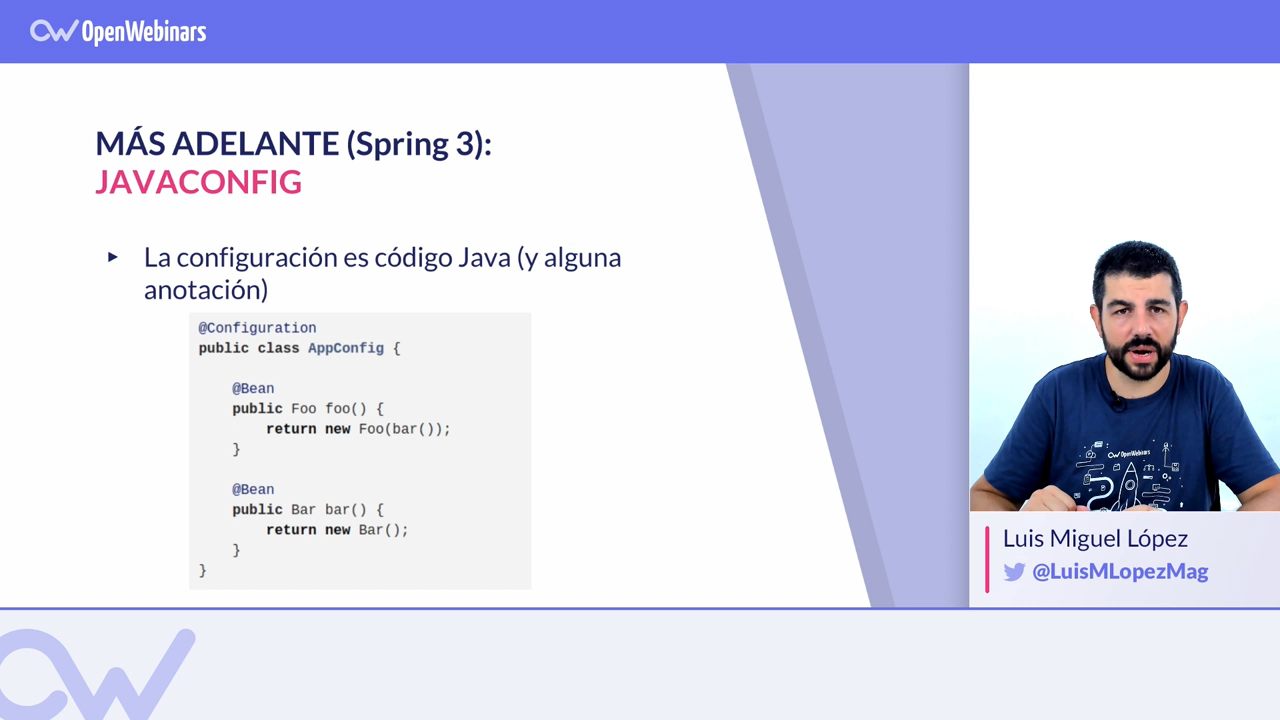 OpenWebinars
MÁS ADELANTE (Spring 3):
JAVACONFIG
▸ La configuración es código Java (y alguna
anotación)
@Configuration
public class AppConfig {
@Bean
public Foo foo() {
return new Foo(bar());
}
@Bean
public Bar bar() {
return new Bar();
}
}
OpenWebinars
Luis Miguel López
@LuisMLopezMag